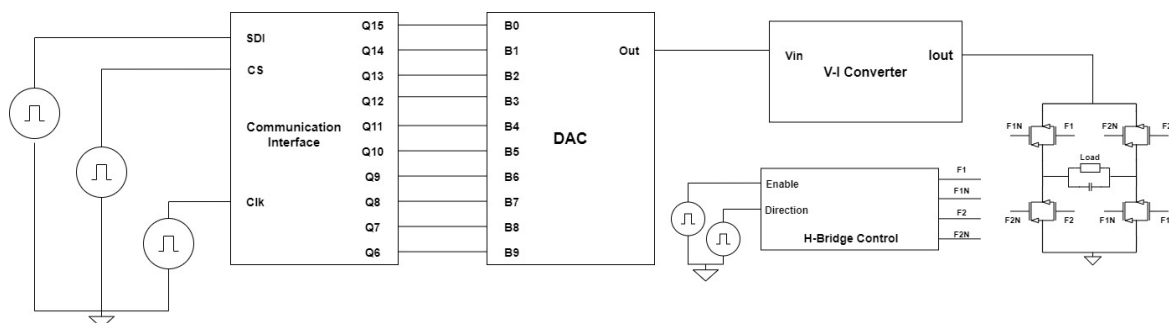 SDI
CS
Communication
Interface
Clk
Q15
Q14
Q13
Q12
Q11
Q10
Q9
Q8
Q7
Q6
B0
B1
B2
B3
B4
B5
B6
B7
B8
B9
DAC
Out
Vin
V-I Converter
Iout
Enable
Direction
H-Bridge Control
F1
F1N
F2
F2N
F1N
F1
F2N
Load
F2N
F2
F1N